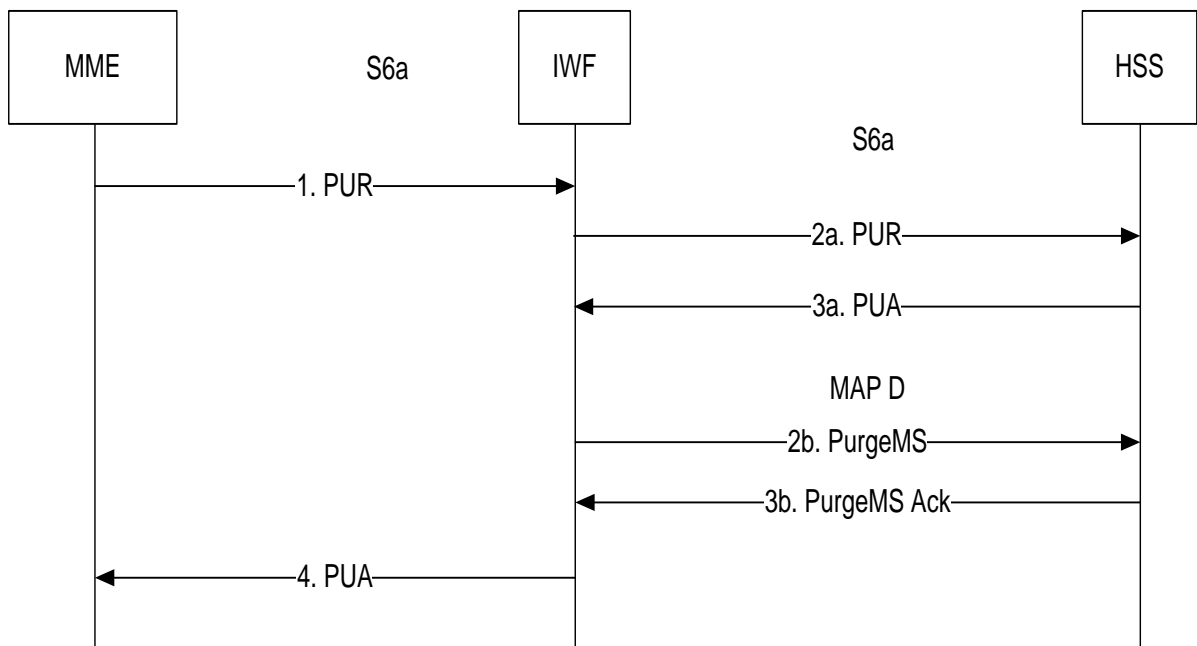 MME
S6a
IWF
HSS
S6a
1. PUR
2a. PUR
3a. PUA
MAP D
2b. PurgeMS
3b. PurgeMS Ack
4. PUA